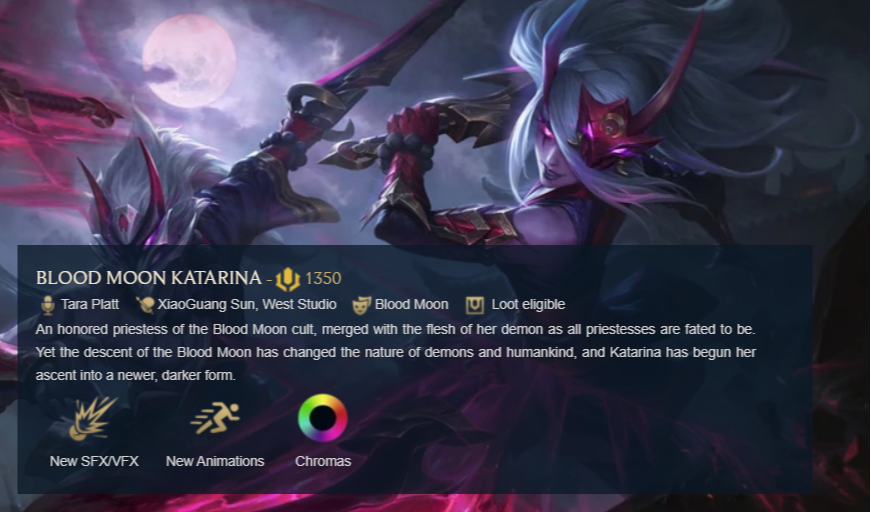 BLOOD MOON KATARINA - 1350
Tara Platt XiaoGuang Sun, West Studio Blood Moon Loot eligible
An honored priestess of the Blood Moon cult, merged with the flesh of her demon as all priestesses are fated to be.
Yet the descent of the Blood Moon has changed the nature of demons and humankind, and Katarina has begun her
ascent into a newer, darker form.
New SFX/VFX New Animations Chromas